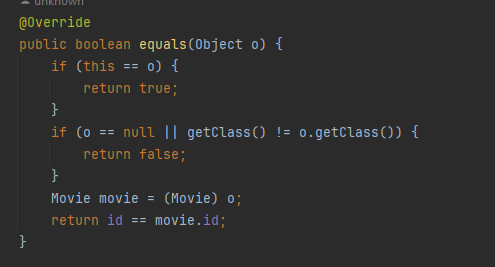 unknown
@Override
public boolean equals(Object o) {
    if (this == o) {
        return true;
    }
    if (o == null || getClass() != o.getClass()) {
        return false;
    }
    Movie movie = (Movie) o;
    return id == movie.id;
}